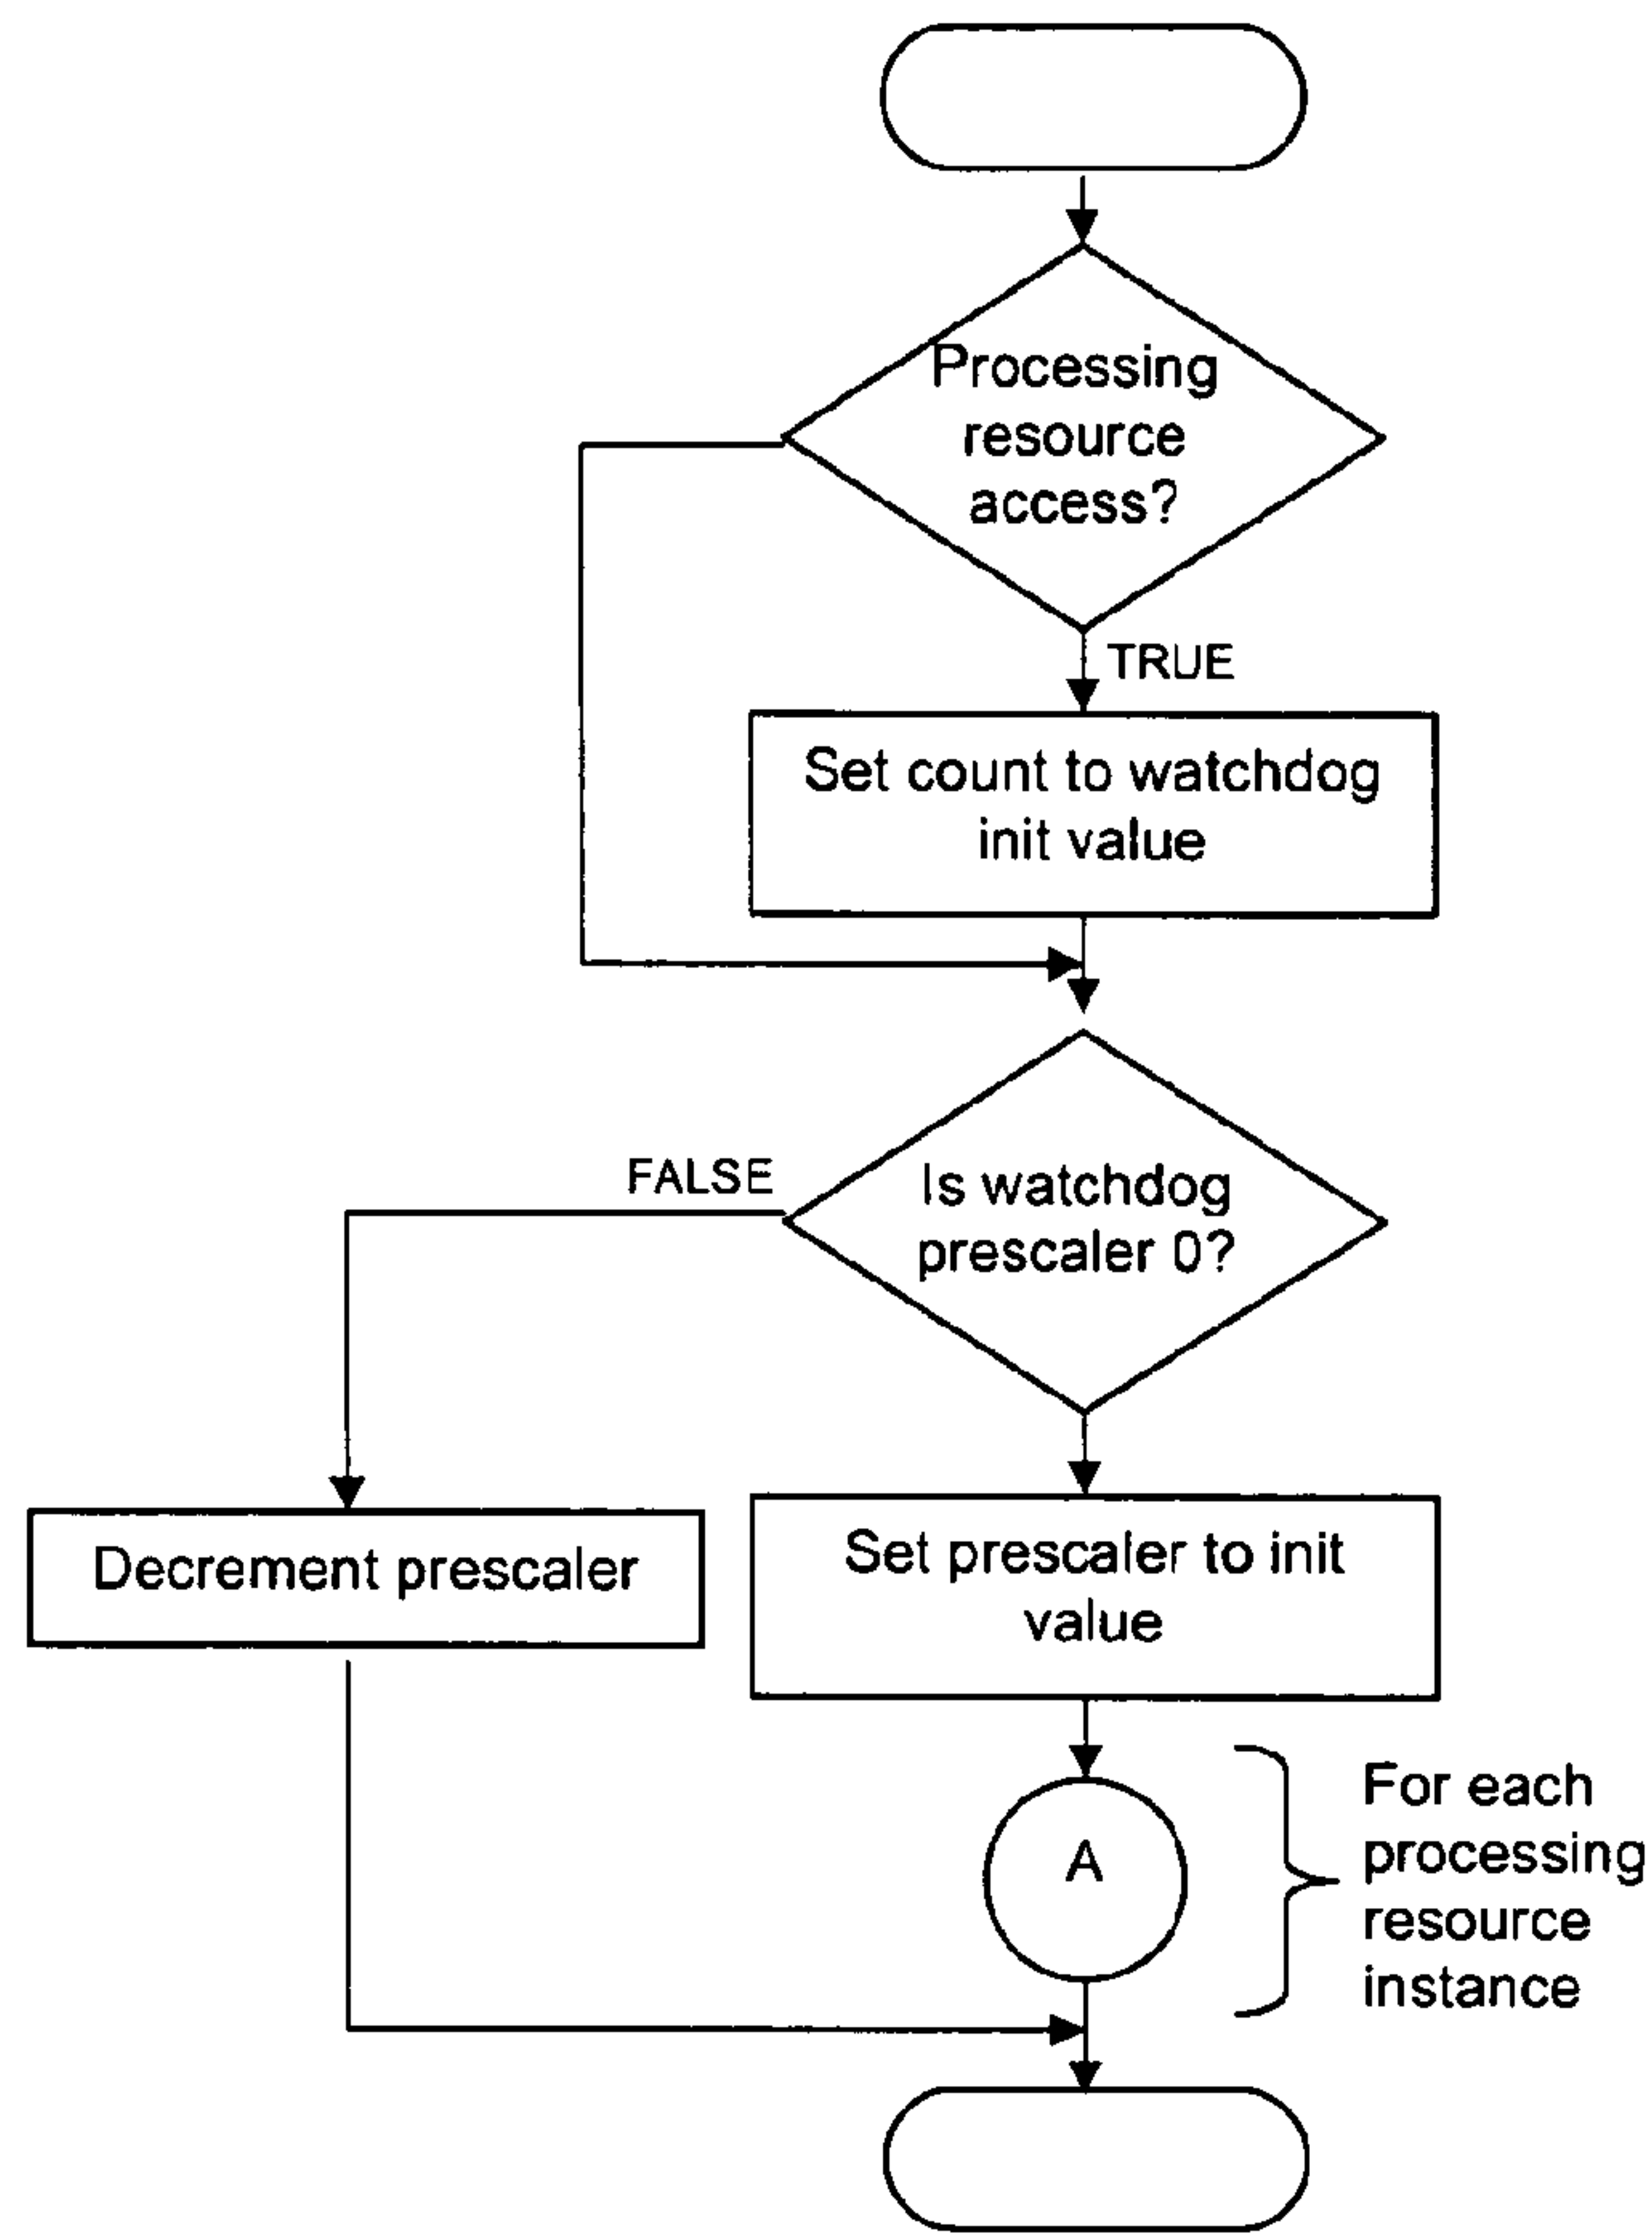 Processing
resource
access?
TRUE
Set count to watchdog
init value
FALSE
Is watchdog
prescaler 0?
Decrement prescaler
Set prescaler to init
value
A
For each
processing
resource
instance